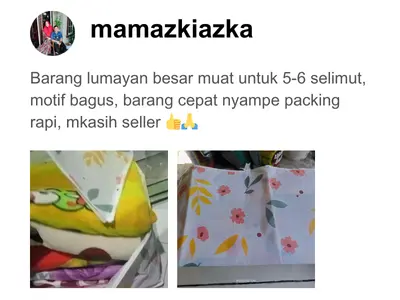 mamazkiazka
Barang lumayan besar muat untuk 5-6 selimut,
motif bagus, barang cepat nyampe packing
rapi, mkasih seller 👍🙏